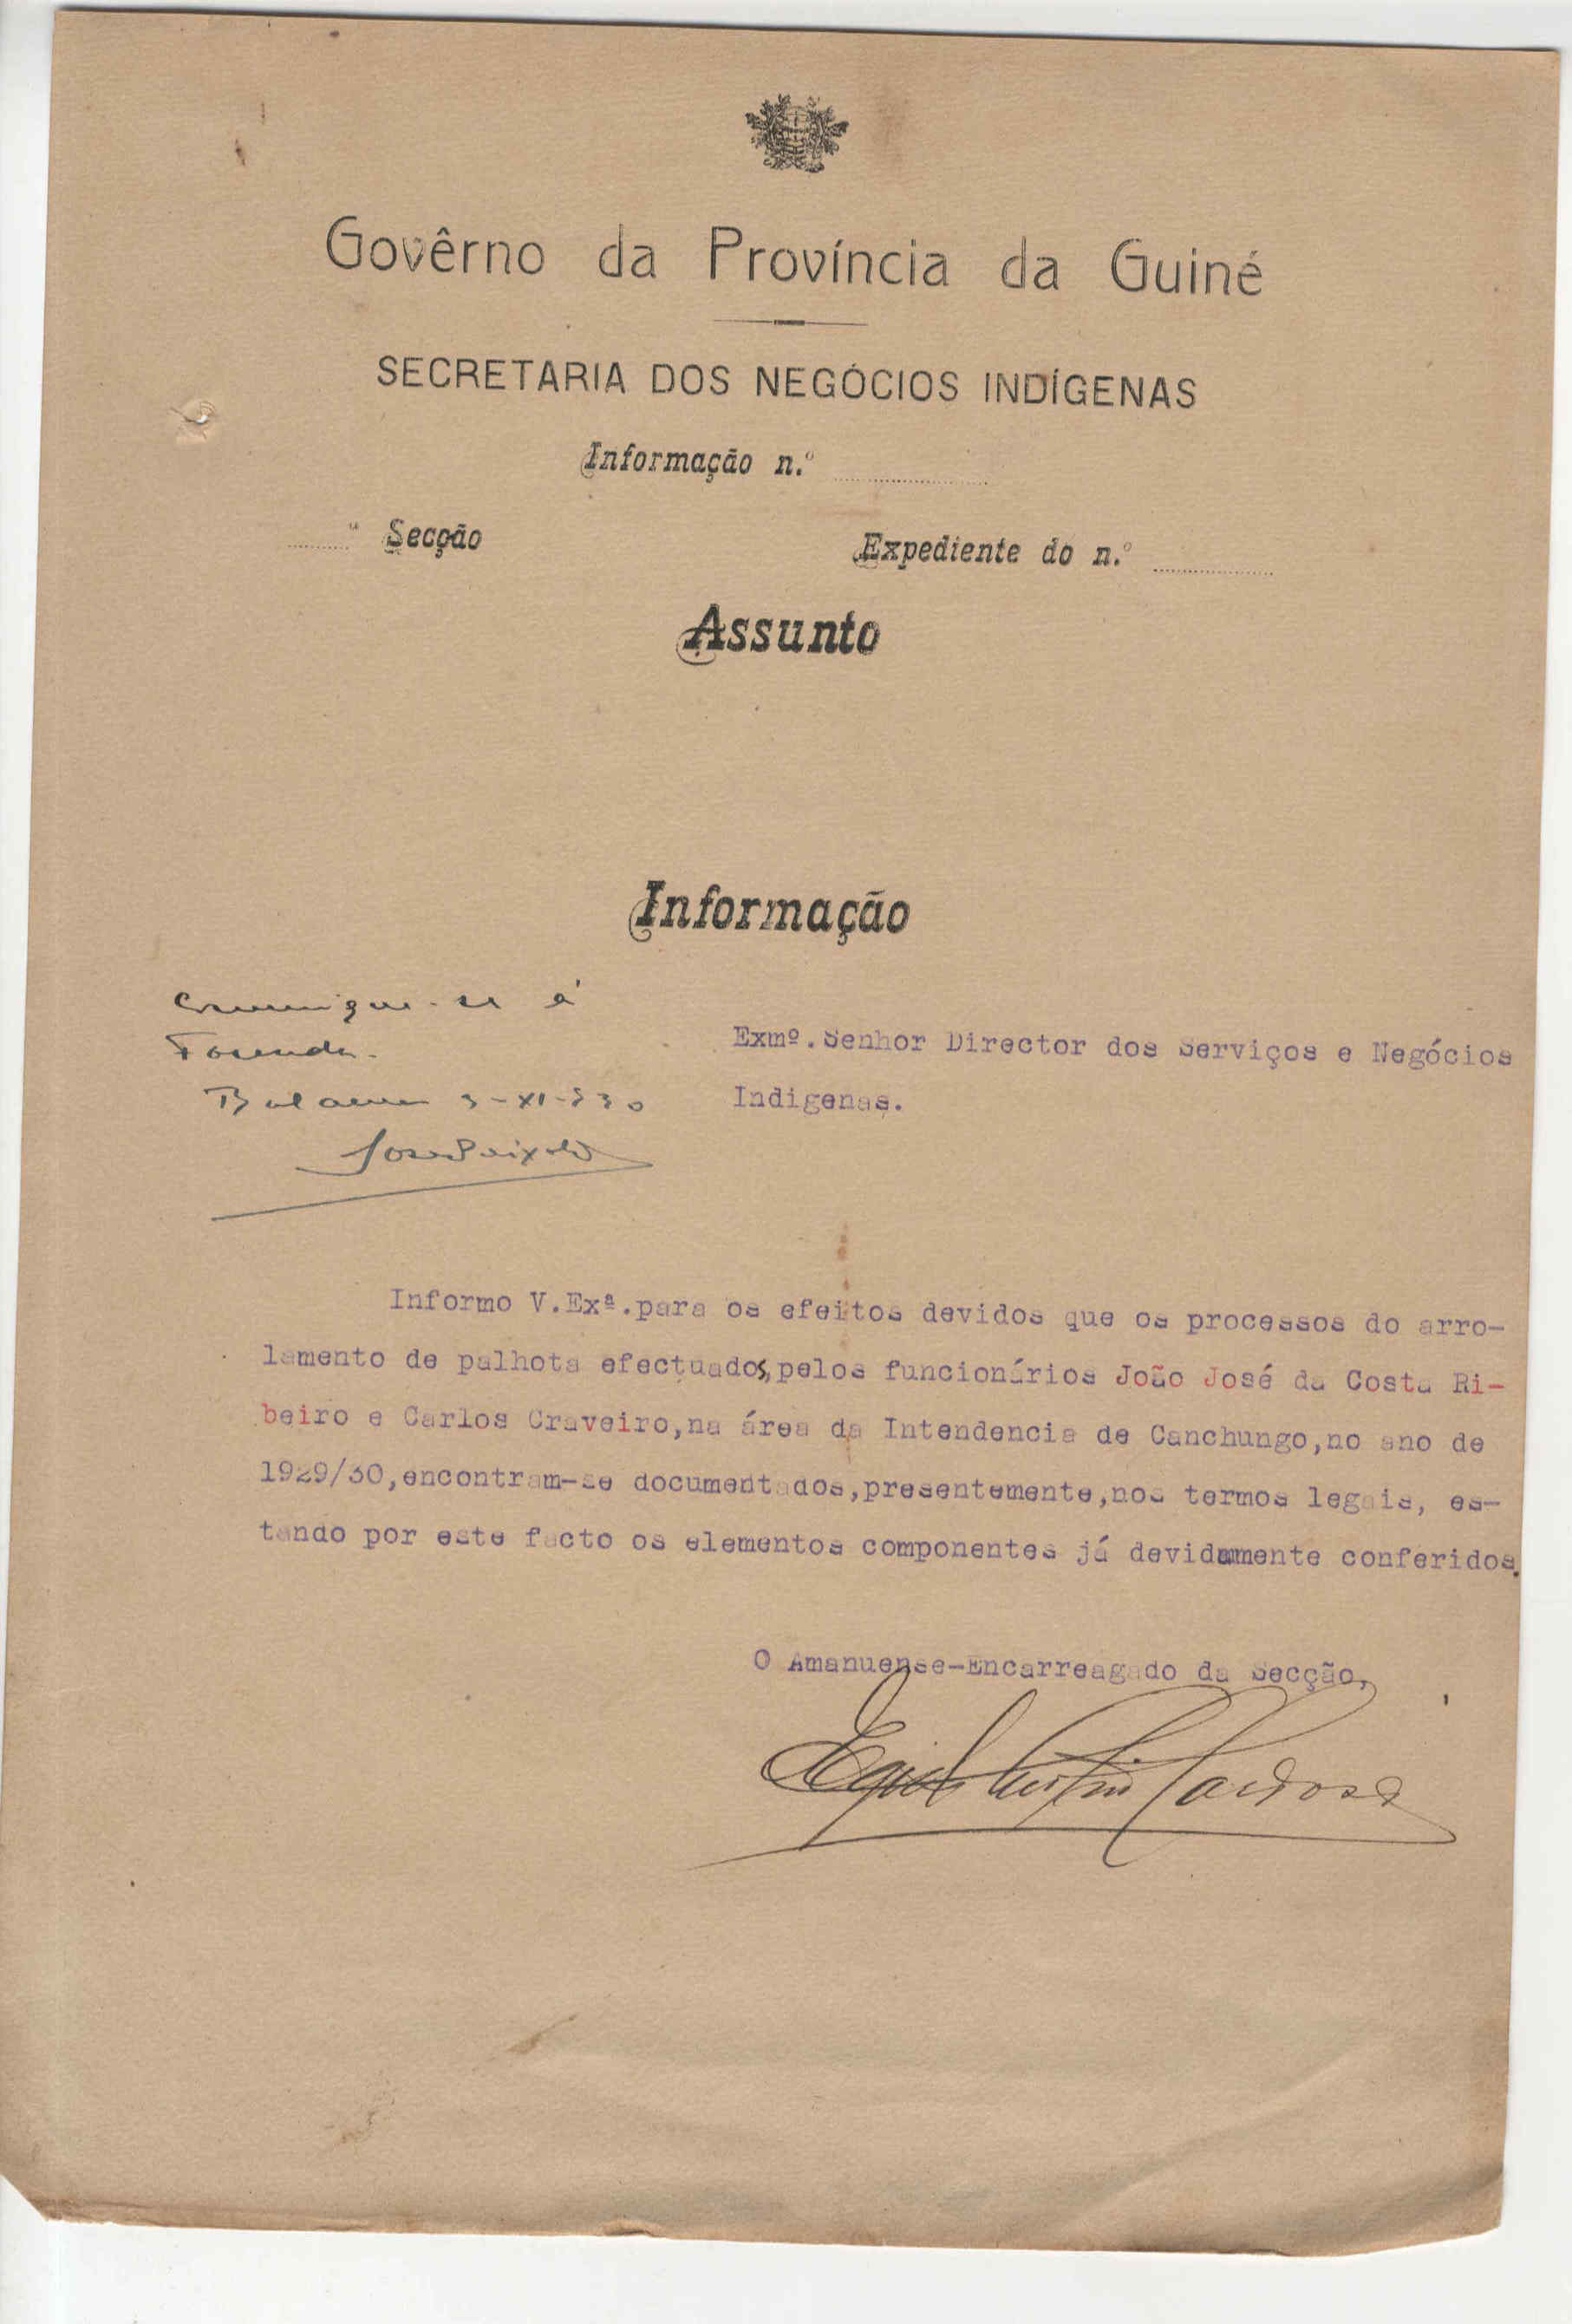 Govêrno da Província da Guiné
SECRETARIA DOS NEGÓCIOS INDÍGENAS
Informação n.º
ª Secção
Expediente do n.º
Assunto
Informação
Comunique-se á
Fazenda.
Bolama 3-XI-930
José Peixoto
Exmº. Senhor Director dos Serviços e Negócios
Indigenas.
Informo V.Exª.para os efeitos devidos que os processos do arro-
lamento de palhota efectuados,pelos funcionários João José da Costa Ri-
beiro e Carlos Craveiro,na área da Intendencia de Canchungo,no ano de
1929/30,encontram-se documentados,presentemente,nos termos legais, es-
tando por este facto os elementos componentes já devidamente conferidos.
O Amanuense-Encarreagado da Secção,
Cardoso